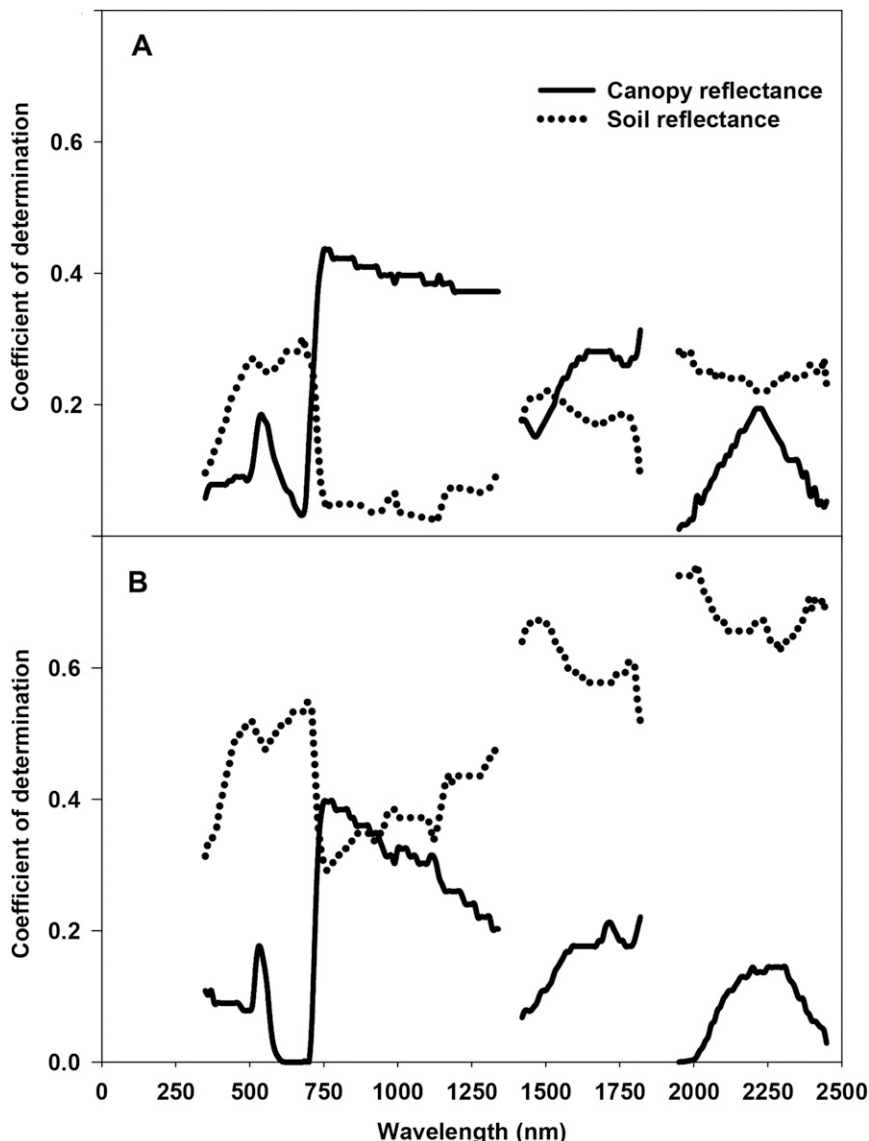 A
Canopy reflectance
Soil reflectance
Coefficient of determination
0.6
0.4
0.2
B
Coefficient of determination
0.6
0.4
0.2
0.0
0 250 500 750 1000 1250 1500 1750 2000 2250 2500
Wavelength (nm)